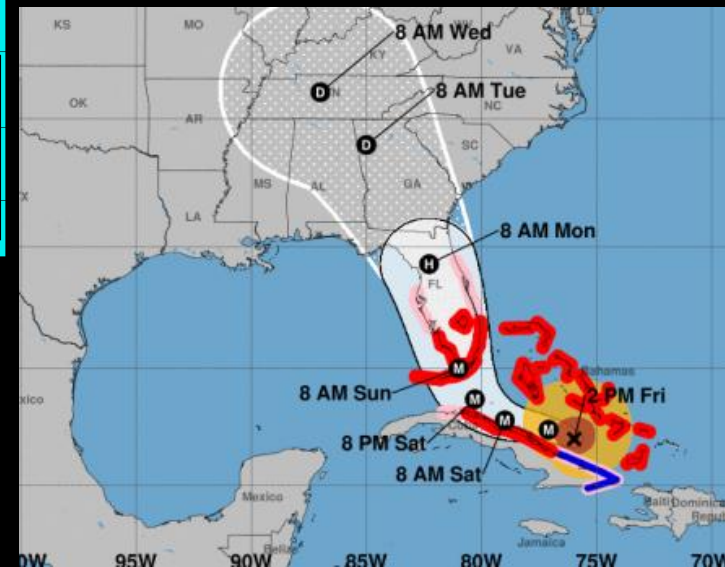 KS
MO
8 AM Wed
KY
VA
DE
OK
AR
8 AM Tue
NC
SC
MS
AL
GA
LA
8 AM Mon
H
FL
D
D
M
Bahamas
2 PM Fri
8 AM Sun
M
M
M
8 PM Sat
8 AM Sat
Mexico
Jamaica
95W
90W
85W
80W
75W
70W